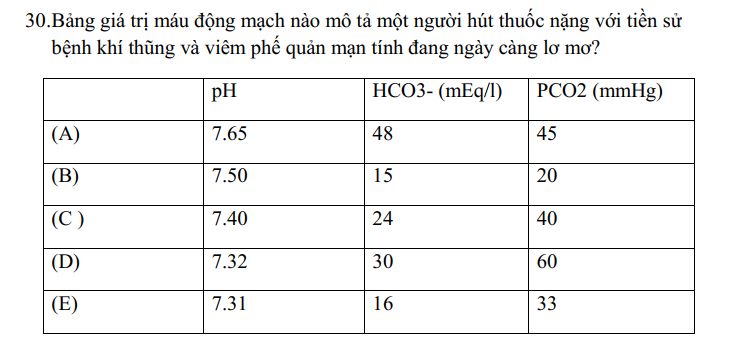 30.Bảng giá trị máu động mạch nào mô tả một người hút thuốc nặng với tiền sử
bệnh khí thũng và viêm phế quản mạn tính đang ngày càng lơ mơ?
pH HCO3- (mEq/l) PCO2 (mmHg)
(A) 7.65 48 45
(B) 7.50 15 20
(C ) 7.40 24 40
(D) 7.32 30 60
(E) 7.31 16 33